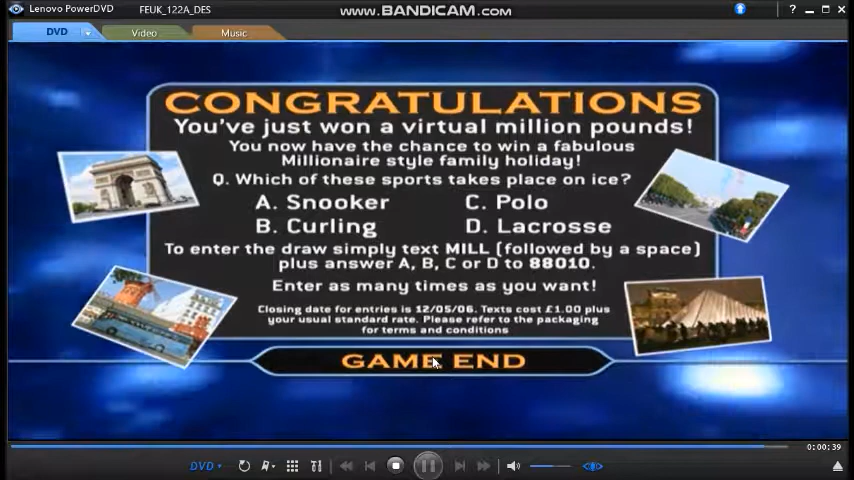 Lenovo PowerDVD
FEUK_122A_DES
WWW.BANDICAM.COM
DVD
Video
Music
CONGRATULATIONS
You've just won a virtual million pounds!
You now have the chance to win a fabulous
Millionaire style family holiday!
Q. Which of these sports takes place on ice?
A. Snooker
C. Polo
B. Curling
D. Lacrosse
To enter the draw simply text MILL (followed by a space)
plus answer A, B, C or D to 88010.
Enter as many times as you want!
Closing date for entries is 12/05/06. Texts cost £1.00 plus
your usual standard rate. Please refer to the packaging
for terms and conditions
GAME END
0:00:39
DVD